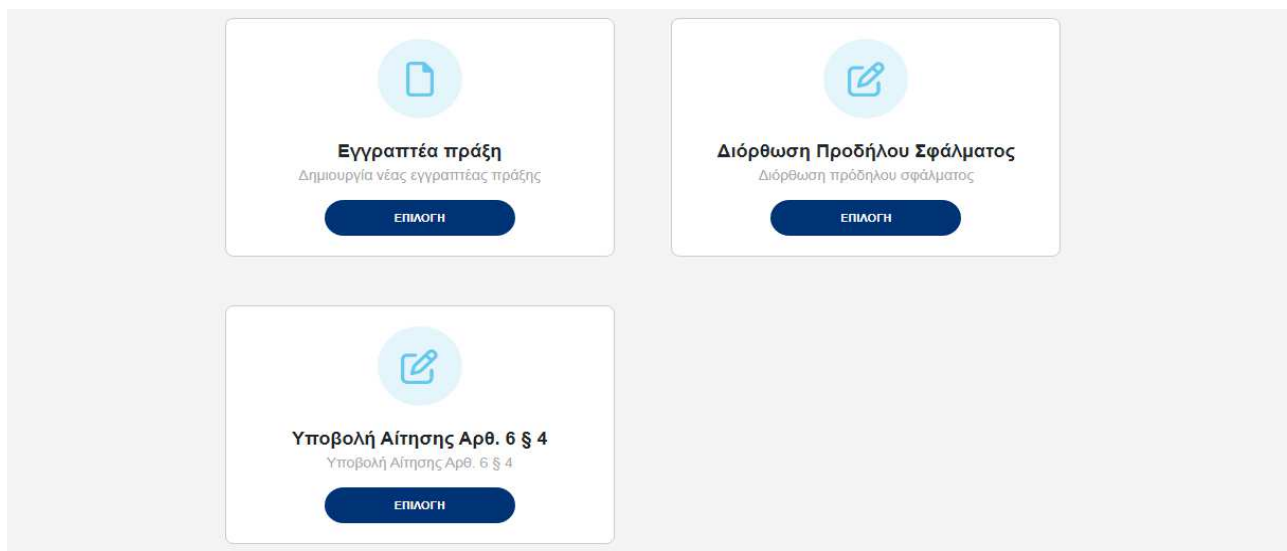 Εγγραπτέα πράξη
Δημιουργία νέας εγγραπτέας πράξης
ΕΠΙΛΟΓΗ
Διόρθωση Προδήλου Σφάλματος
Διόρθωση πρόδηλου σφάλματος
ΕΠΙΛΟΓΗ
Υποβολή Αίτησης Αρθ. 6 § 4
Υποβολή Αίτησης Αρθ. 6 § 4
ΕΠΙΛΟΓΗ